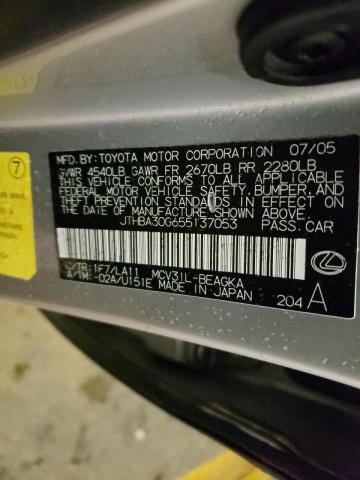 7
MFD.BY:TOYOTA MOTOR CORPORATION 07/05
GVWR 4540LB GAWR FR 2670LB RR 2280LB
THIS VEHICLE CONFORMS TO ALL APPLICABLE
FEDERAL MOTOR VEHICLE SAFETY, BUMPER, AND
THEFT PREVENTION STANDARDS IN EFFECT ON
THE DATE OF MANUFACTURE SHOWN ABOVE.
JTHBA30G655137053 PASS.CAR
C/TR:1F7/LA11 MCV31L-BEAGKA
A/TM:-02A/U151E MADE IN JAPAN
204 A